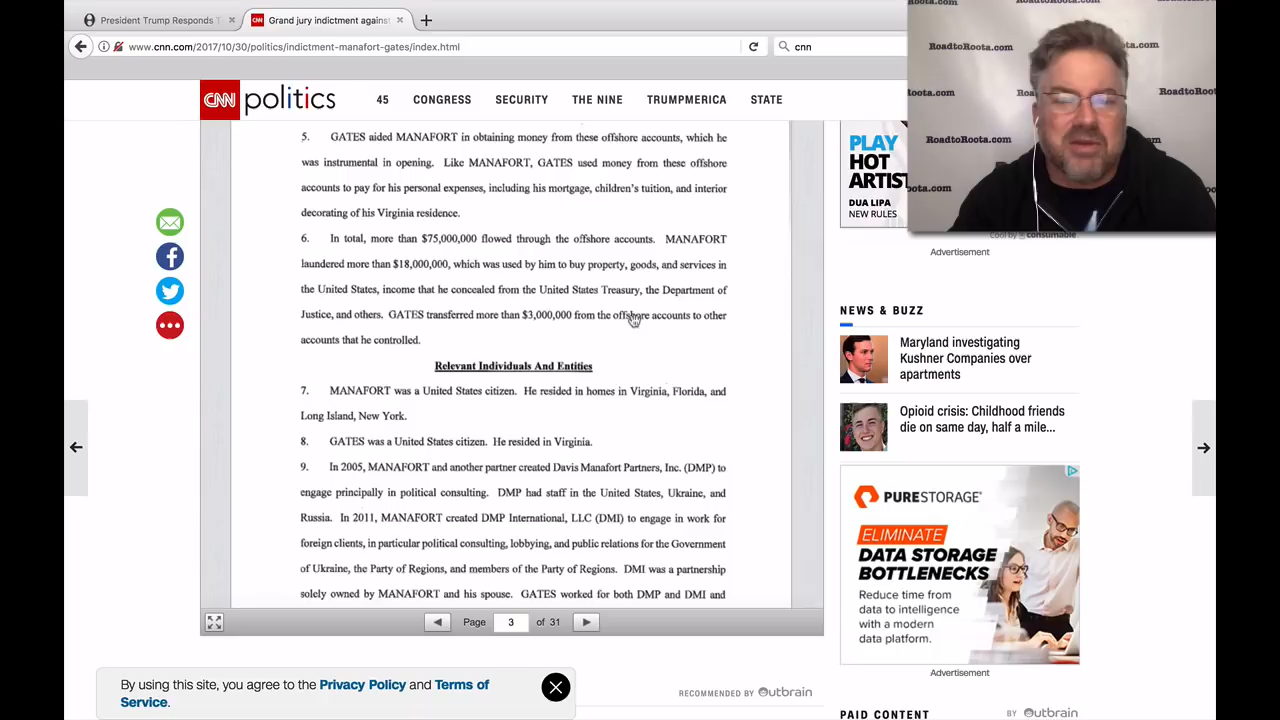 President Trump Responds T
Grand jury indictment against
www.cnn.com/2017/10/30/politics/indictment-manafort-gates/index.html
cnn
CNN politics
45 CONGRESS SECURITY THE NINE TRUMPMERICA STATE
RoadtoRoota.com
ta.com
oota.com
Roa
RoadtoRoot
RoadtoRoota.com
ota.com
5. GATES aided MANAFORT in obtaining money from these offshore accounts, which he
was instrumental in opening. Like MANAFORT, GATES used money from these offshore
accounts to pay for his personal expenses, including his mortgage, children's tuition, and interior
decorating of his Virginia residence.
6. In total, more than $75,000,000 flowed through the offshore accounts. MANAFORT
laundered more than $18,000,000, which was used by him to buy property, goods, and services in
the United States, income that he concealed from the United States Treasury, the Department of
Justice, and others. GATES transferred more than $3,000,000 from the offshore accounts to other
accounts that he controlled.
Relevant Individuals And Entities
7. MANAFORT was a United States citizen. He resided in homes in Virginia, Florida, and
Long Island, New York.
8. GATES was a United States citizen. He resided in Virginia.
9. In 2005, MANAFORT and another partner created Davis Manafort Partners, Inc. (DMP) to
engage principally in political consulting. DMP had staff in the United States, Ukraine, and
Russia. In 2011, MANAFORT created DMP International, LLC (DMI) to engage in work for
foreign clients, in particular political consulting, lobbying, and public relations for the Government
of Ukraine, the Party of Regions, and members of the Party of Regions. DMI was a partnership
solely owned by MANAFORT and his spouse. GATES worked for both DMP and DMI and
Page 3 of 31
PLAY
HOT
ARTIS
DUA LIPA
NEW RULES
consumable
Advertisement
NEWS & BUZZ
Maryland investigating
Kushner Companies over
apartments
Opioid crisis: Childhood friends
die on same day, half a mile...
PURESTORAGE
ELIMINATE
DATA STORAGE
BOTTLENECKS
Reduce time from
data to intelligence
with a modern
data platform.
Advertisement
By using this site, you agree to the Privacy Policy and Terms of
Service.
RECOMMENDED BY Outbrain
PAID CONTENT BY Outbrain